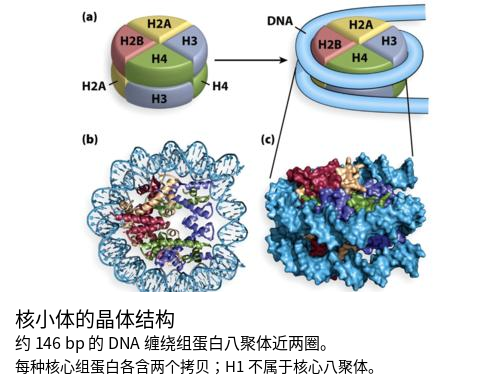 (a)
H2A
H2B
H3
H4
H2A
H4
H3
DNA
H2A
H2B
H3
H4
(b)
(c)
核小体的晶体结构
约 146 bp 的 DNA 缠绕组蛋白八聚体近两圈。
每种核心组蛋白各含两个拷贝；H1 不属于核心八聚体。